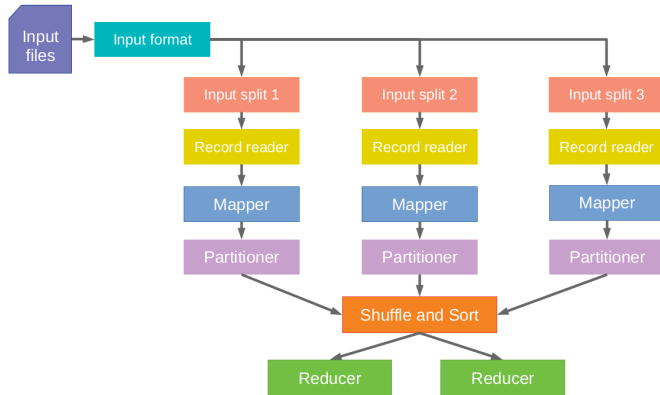 Input
files
Input format
Input split 1
Input split 2
Input split 3
Record reader
Record reader
Record reader
Mapper
Mapper
Mapper
Partitioner
Partitioner
Partitioner
Shuffle and Sort
Reducer
Reducer